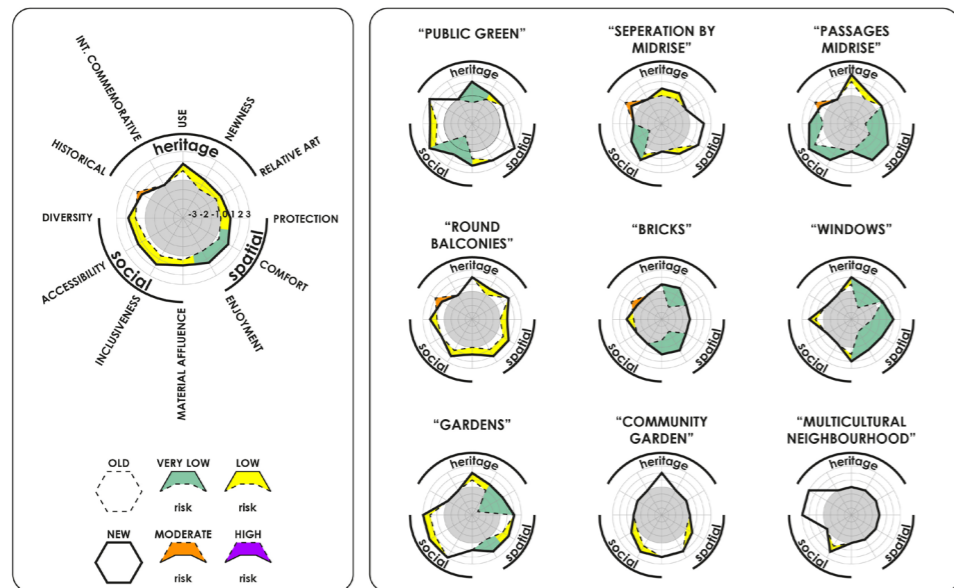 INT. COMMEMORATIVE
USE
NEWNESS
HISTORICAL
heritage
RELATIVE ART
DIVERSITY
-3 -2 -1 0 1 2 3
PROTECTION
social
spatial
ACCESSIBILITY
COMFORT
INCLUSIVENESS
ENJOYMENT
MATERIAL AFFLUENCE
OLD
VERY LOW
LOW
risk
risk
NEW
MODERATE
HIGH
risk
risk
“PUBLIC GREEN”
heritage
social
spatial
“SEPERATION BY
MIDRISE”
heritage
social
spatial
“PASSAGES
MIDRISE”
heritage
social
spatial
“ROUND
BALCONIES”
heritage
social
spatial
“BRICKS”
heritage
social
spatial
“WINDOWS”
heritage
social
spatial
“GARDENS”
heritage
social
spatial
“COMMUNITY
GARDEN”
heritage
social
spatial
“MULTICULTURAL
NEIGHBOURHOOD”
heritage
social
spatial